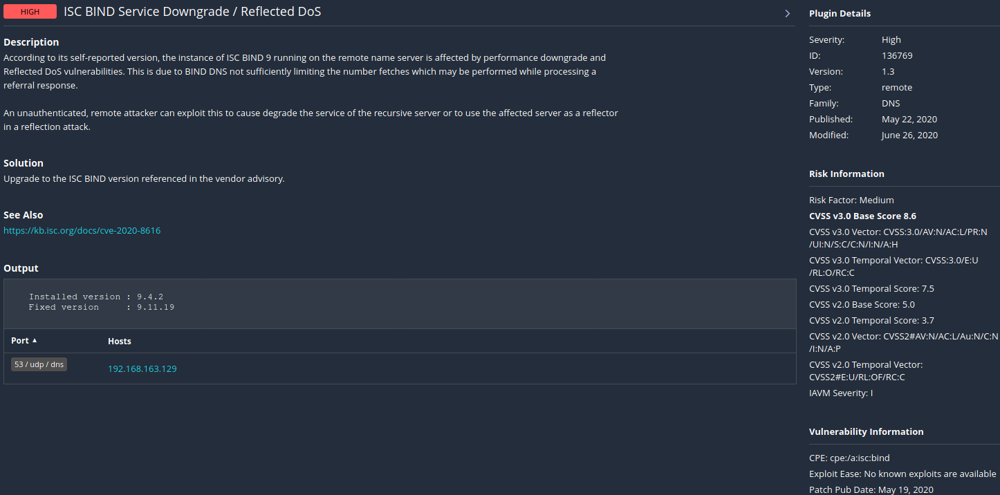 HIGH
ISC BIND Service Downgrade / Reflected DoS
Description
According to its self-reported version, the instance of ISC BIND 9 running on the remote name server is affected by performance downgrade and
Reflected DoS vulnerabilities. This is due to BIND DNS not sufficiently limiting the number fetches which may be performed while processing a
referral response.
An unauthenticated, remote attacker can exploit this to cause degrade the service of the recursive server or to use the affected server as a reflector
in a reflection attack.
Solution
Upgrade to the ISC BIND version referenced in the vendor advisory.
See Also
https://kb.isc.org/docs/cve-2020-8616
Output
Installed version : 9.4.2
Fixed version : 9.11.19
Port ▲ Hosts
53 / udp / dns 192.168.163.129
Plugin Details
Severity: High
ID: 136769
Version: 1.3
Type: remote
Family: DNS
Published: May 22, 2020
Modified: June 26, 2020
Risk Information
Risk Factor: Medium
CVSS v3.0 Base Score 8.6
CVSS v3.0 Vector: CVSS:3.0/AV:N/AC:L/PR:N
/UI:N/S:C/C:N/I:N/A:H
CVSS v3.0 Temporal Vector: CVSS:3.0/E:U
/RL:O/RC:C
CVSS v3.0 Temporal Score: 7.5
CVSS v2.0 Base Score: 5.0
CVSS v2.0 Temporal Score: 3.7
CVSS v2.0 Vector: CVSS2#AV:N/AC:L/Au:N/C:N
/I:N/A:P
CVSS v2.0 Temporal Vector:
CVSS2#E:U/RL:OF/RC:C
IAVM Severity: I
Vulnerability Information
CPE: cpe:/a:isc:bind
Exploit Ease: No known exploits are available
Patch Pub Date: May 19, 2020